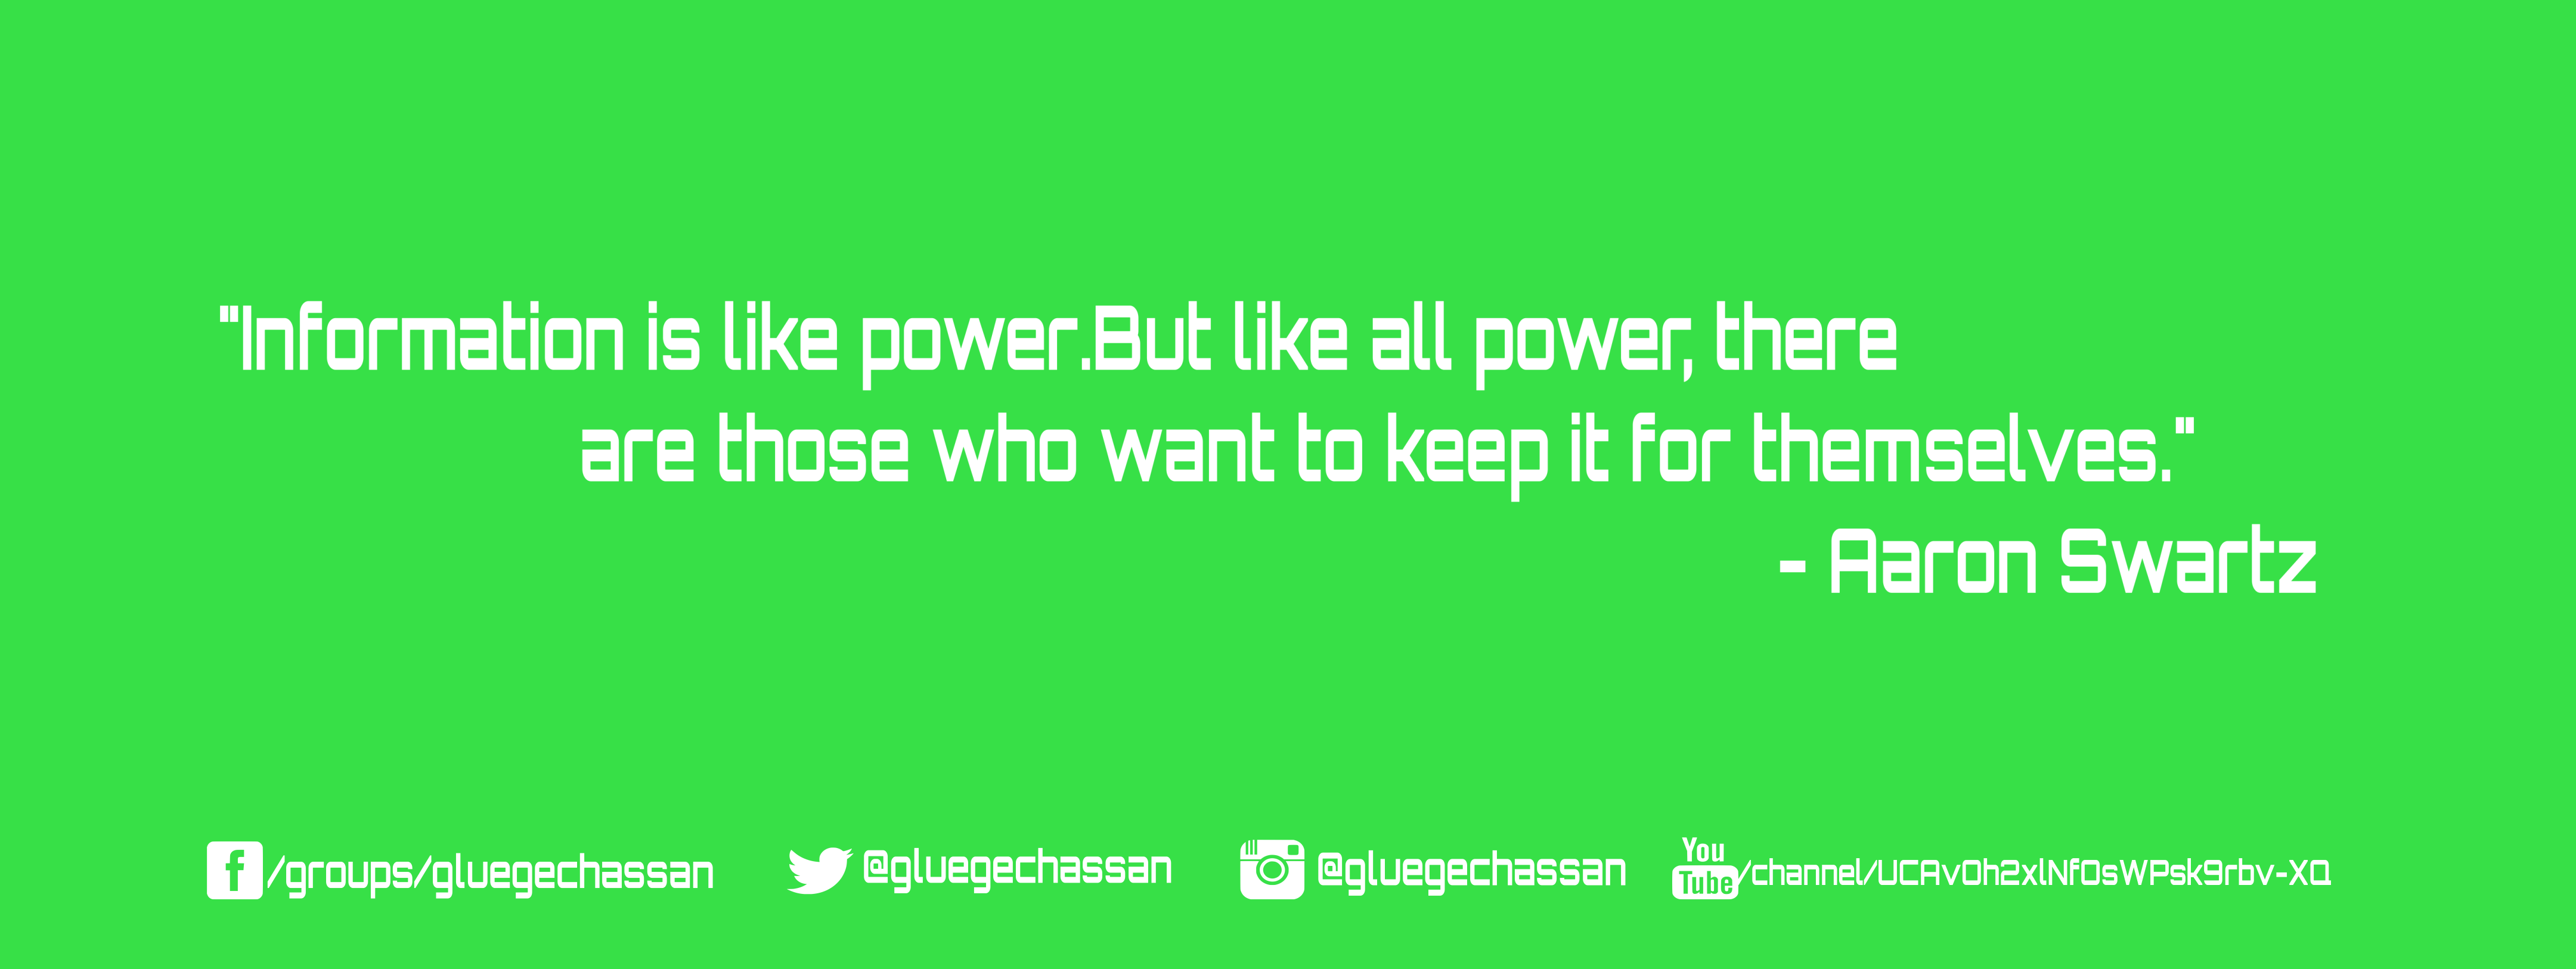 "Information is like power.But like all power, there
are those who want to keep it for themselves."
- Aaron Swartz
f /groups/gluegechassan @gluegechassan @gluegechassan You Tube /channel/UCAvOh2xlNfOsWPsk9rbv-XQ